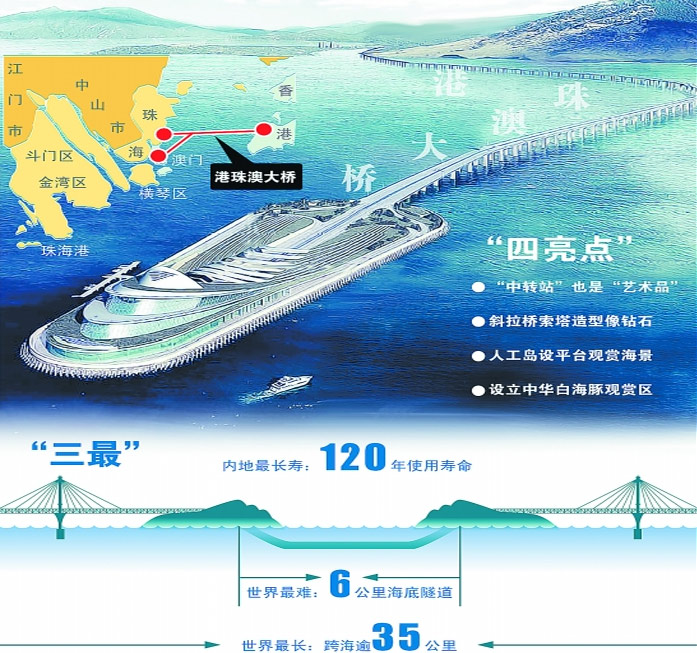 江门市
中山市
珠海
香港
斗门区
金湾区
澳门
横琴区
珠海港
港珠澳大桥
港珠澳大桥
“四亮点”
“中转站”也是“艺术品”
斜拉桥索塔造型像钻石
人工岛设平台观赏海景
设立中华白海豚观赏区
“三最”
内地最长寿：120年使用寿命
世界最难：6公里海底隧道
世界最长：跨海逾35公里